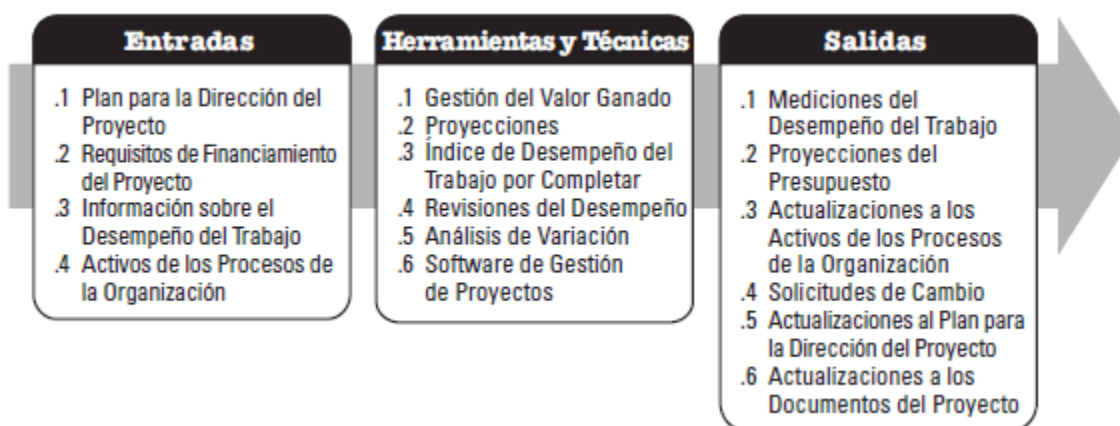 Entradas
.1 Plan para la Dirección del
Proyecto
.2 Requisitos de Financiamiento
del Proyecto
.3 Información sobre el
Desempeño del Trabajo
.4 Activos de los Procesos de
la Organización
Herramientas y Técnicas
.1 Gestión del Valor Ganado
.2 Proyecciones
.3 Índice de Desempeño del
Trabajo por Completar
.4 Revisiones del Desempeño
.5 Análisis de Variación
.6 Software de Gestión
de Proyectos
Salidas
.1 Mediciones del
Desempeño del Trabajo
.2 Proyecciones del
Presupuesto
.3 Actualizaciones a los
Activos de los Procesos
de la Organización
.4 Solicitudes de Cambio
.5 Actualizaciones al Plan para
la Dirección del Proyecto
.6 Actualizaciones a los
Documentos del Proyecto